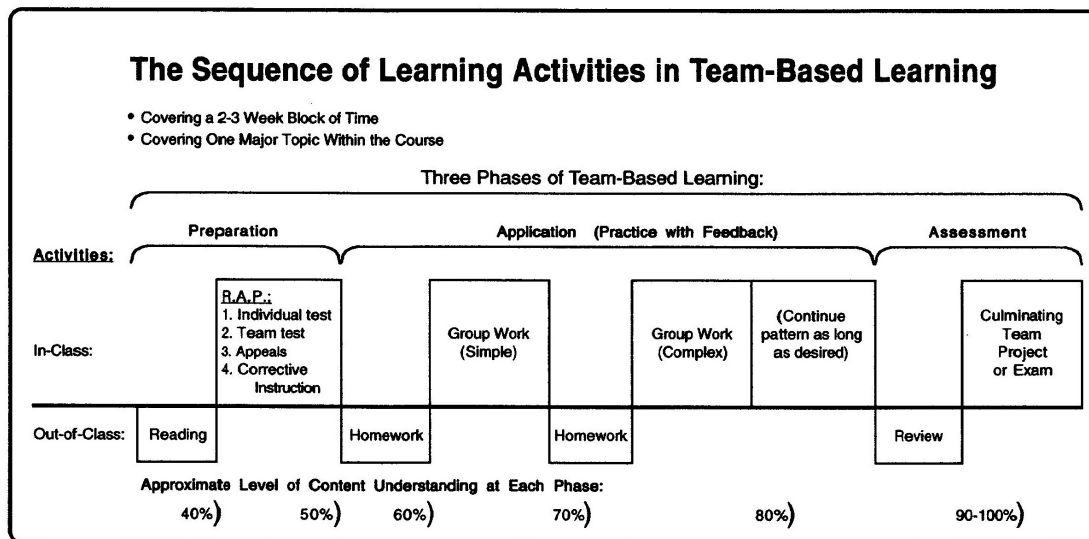 The Sequence of Learning Activities in Team-Based Learning
• Covering a 2-3 Week Block of Time
• Covering One Major Topic Within the Course
Three Phases of Team-Based Learning:
Preparation
Application (Practice with Feedback)
Assessment
Activities:
In-Class:
R.A.P.:
1. Individual test
2. Team test
3. Appeals
4. Corrective
Instruction
Group Work
(Simple)
Group Work
(Complex)
(Continue
pattern as long
as desired)
Culminating
Team
Project
or Exam
Out-of-Class:
Reading
Homework
Homework
Review
Approximate Level of Content Understanding at Each Phase:
40%) 50%) 60%) 70%) 80%) 90-100%)